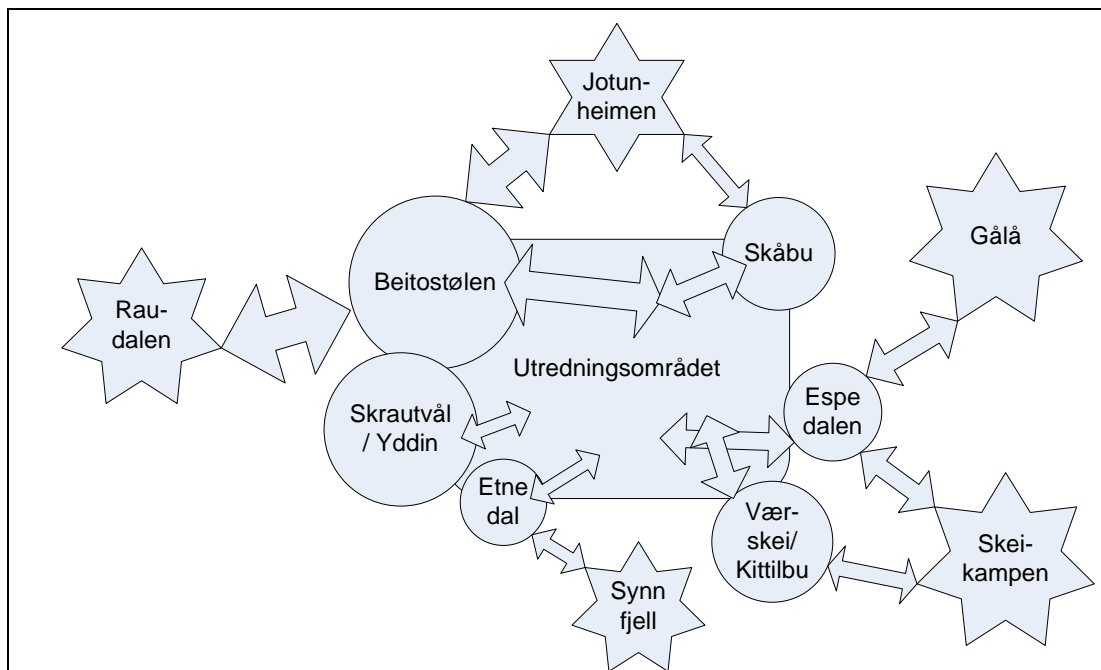 Jotun-
heimen
Gålå
Skåbu
Beitostølen
Rau-
dalen
Utredningsområdet
Espe
dalen
Skrautvål
/ Yddin
Etne
dal
Vær-
skei/
Kittilbu
Skei-
kampen
Synn
fjell